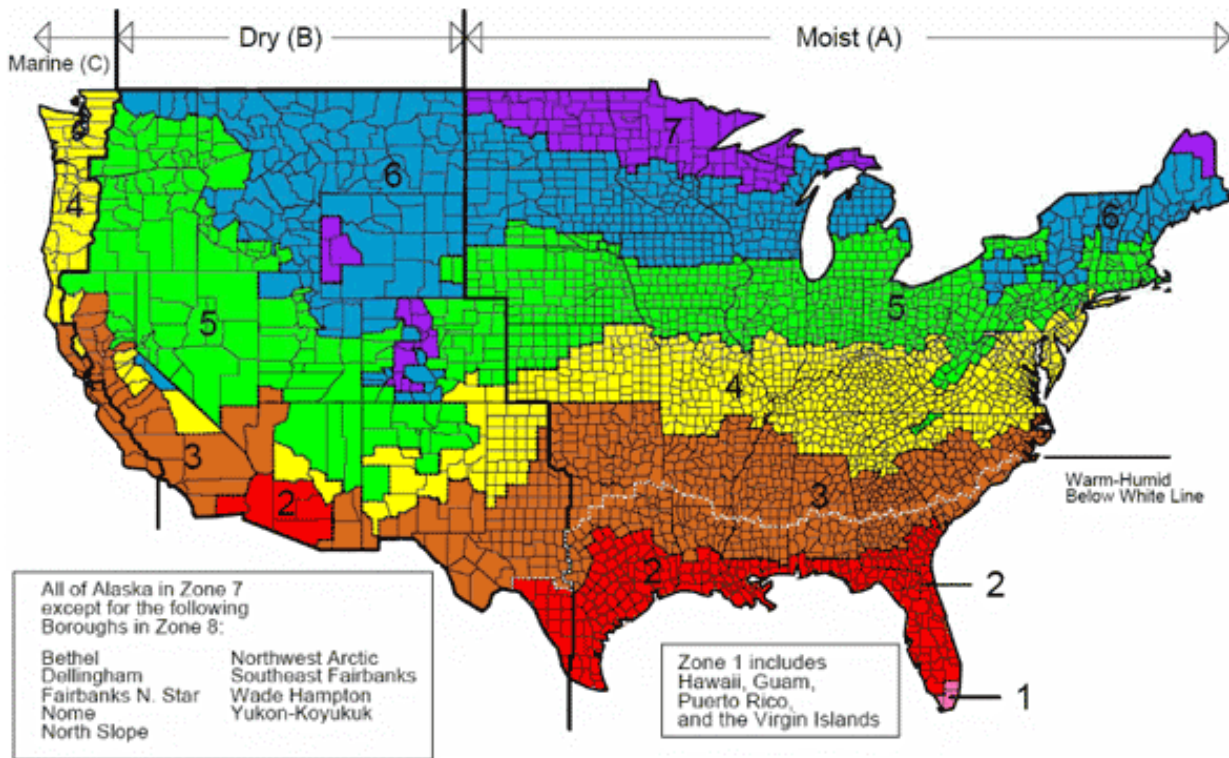 Marine (C)
Dry (B)
Moist (A)
7
6
4
6
5
5
4
3
3
2
2
Warm-Humid
Below White Line
2
1
All of Alaska in Zone 7
except for the following
Boroughs in Zone 8:
Bethel
Dellingham
Fairbanks N. Star
Nome
North Slope
Northwest Arctic
Southeast Fairbanks
Wade Hampton
Yukon-Koyukuk
Zone 1 includes
Hawaii, Guam,
Puerto Rico,
and the Virgin Islands